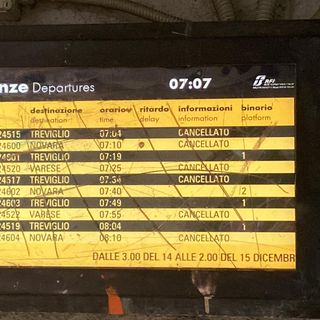 nze Departures 07:07 RFI
destinazione orario ritardo informazioni binario
destination time delay information platform
24515 TREVIGLIO 07:04 CANCELLATO
24600 NOVARA 07:10 CANCELLATO
24601 TREVIGLIO 07:19 1
24520 VARESE 07:25 CANCELLATO
24517 TREVIGLIO 07:34 CANCELLATO
24602 NOVARA 07:40 2
24603 TREVIGLIO 07:49 1
24522 VARESE 07:55 CANCELLATO
24519 TREVIGLIO 08:04 1
24604 NOVARA 08:10 CANCELLATO
DALLE 3.00 DEL 14 ALLE 2.00 DEL 15 DICEMBR